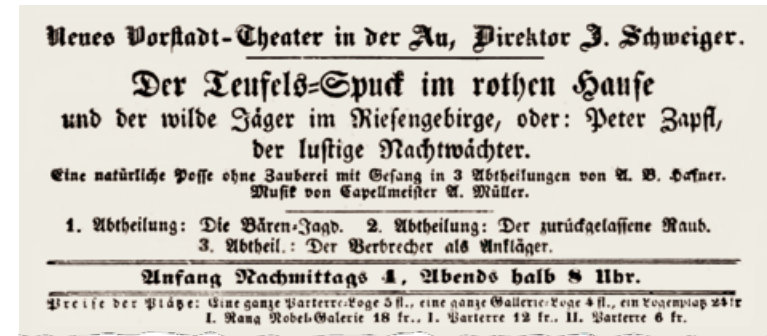 Neues Vorstadt-Theater in der Au, Direktor J. Schweiger.
Der Teufels-Spuck im rothen Hause
und der wilde Jäger im Riesengebirge, oder: Peter Zapfl,
der lustige Nachtwächter.
Eine natürliche Posse ohne Zauberei mit Gesang in 3 Abtheilungen von A. B. Hafner.
Musik von Capellmeister A. Müller.
1. Abtheilung: Die Bären-Jagd. 2. Abtheilung: Der zurückgelassene Raub.
3. Abtheil.: Der Verbrecher als Ankläger.
Anfang Nachmittags 4, Abends halb 8 Uhr.
Preise der Plätze: Eine ganze Parterre-Loge 5 fl., eine ganze Gallerie-Loge 4 fl., ein Logenplatz 24 kr
I. Rang Nobel-Galerie 18 kr., I. Parterre 12 kr., II. Parterre 6 kr.